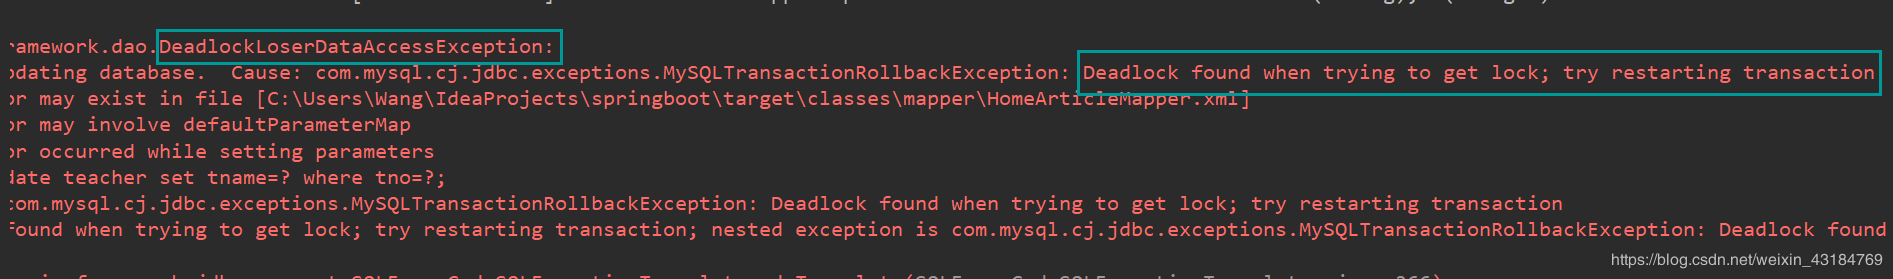 ramework.dao.DeadlockLoserDataAccessException:
pdating database.  Cause: com.mysql.cj.jdbc.exceptions.MySQLTransactionRollbackException: Deadlock found when trying to get lock; try restarting transaction
or may exist in file [C:\Users\Wang\IdeaProjects\springboot\target\classes\mapper\HomeArticleMapper.xml]
or may involve defaultParameterMap
or occurred while setting parameters
date teacher set tname=? where tno=?;
com.mysql.cj.jdbc.exceptions.MySQLTransactionRollbackException: Deadlock found when trying to get lock; try restarting transaction
found when trying to get lock; try restarting transaction; nested exception is com.mysql.cj.jdbc.exceptions.MySQLTransactionRollbackException: Deadlock found
https://blog.csdn.net/weixin_43184769